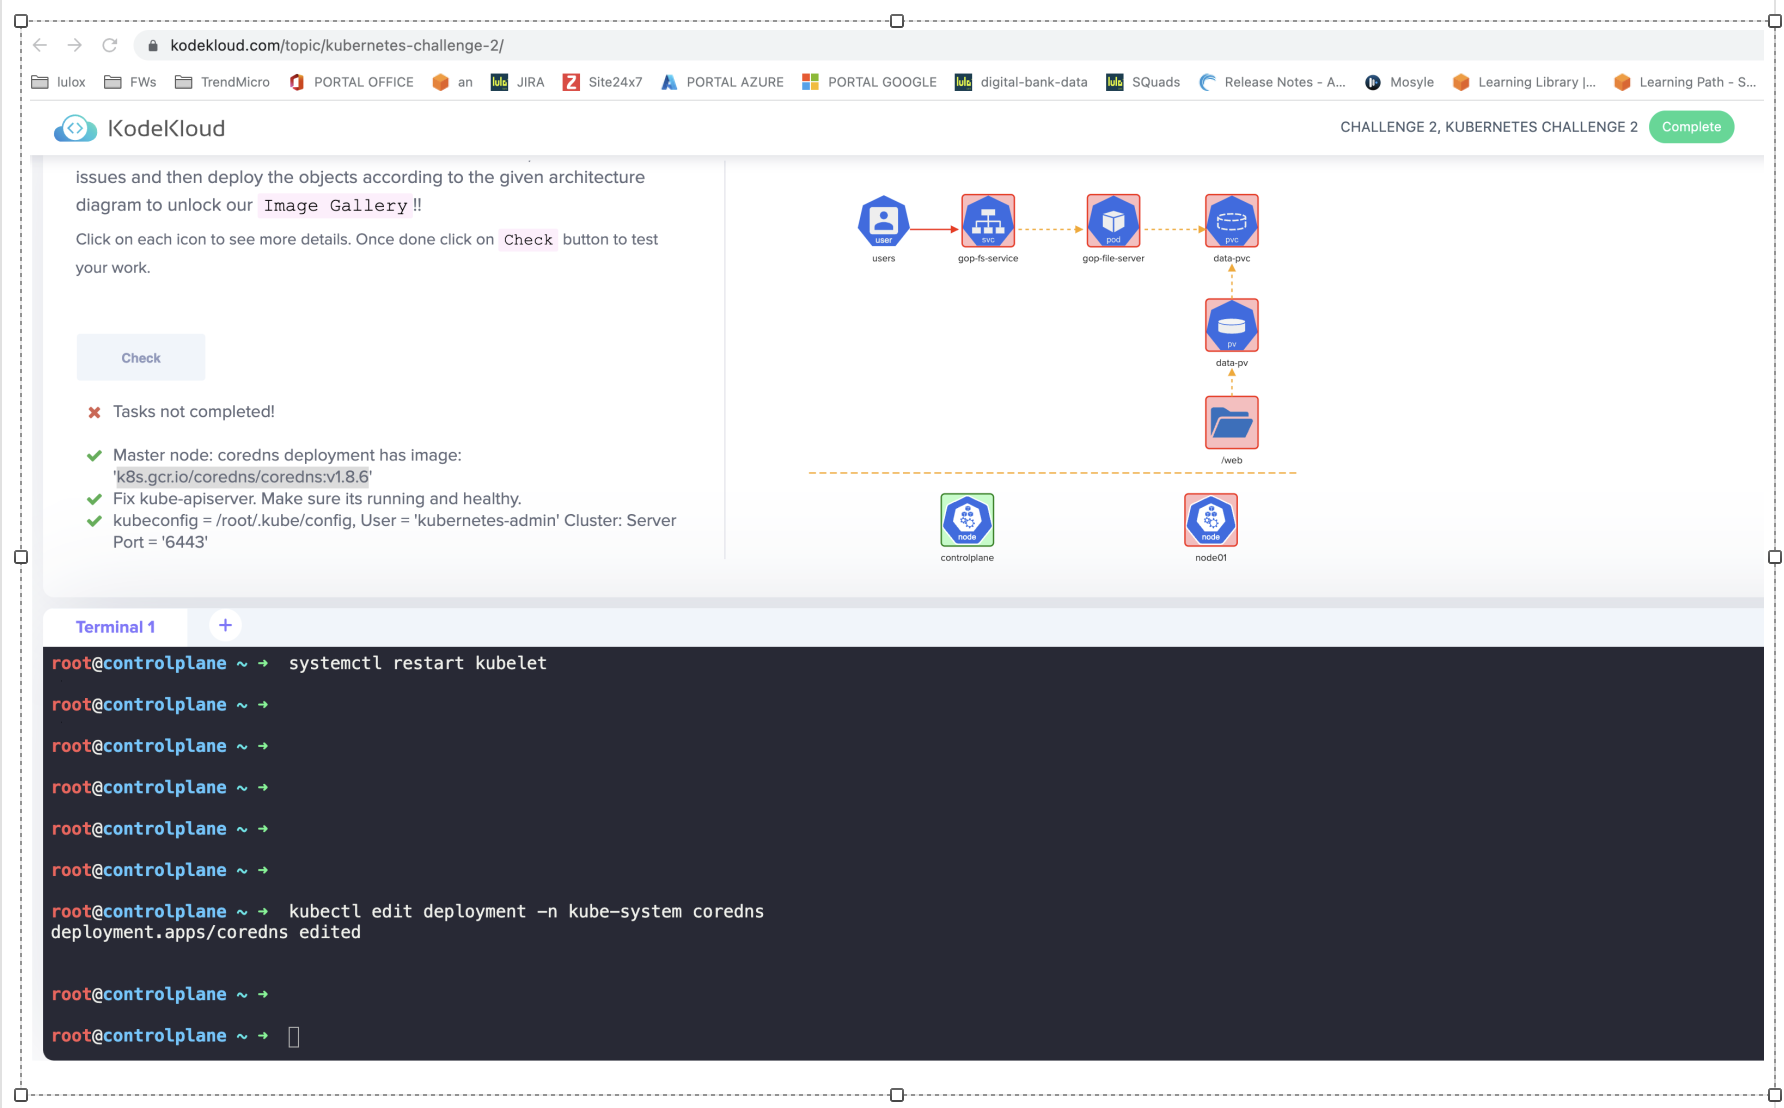 kodekloud.com/topic/kubernetes-challenge-2/
lulox FWs TrendMicro PORTAL OFFICE an lulo JIRA Z Site24x7 PORTAL AZURE PORTAL GOOGLE lulo digital-bank-data lulo SQuads Release Notes - A... Mosyle Learning Library |... Learning Path - S...
KodeKloud
CHALLENGE 2, KUBERNETES CHALLENGE 2 Complete
issues and then deploy the objects according to the given architecture
diagram to unlock our Image Gallery!!
Click on each icon to see more details. Once done click on Check button to test
your work.
Check
✖ Tasks not completed!
✔ Master node: coredns deployment has image:
'k8s.gcr.io/coredns/coredns:v1.8.6'
✔ Fix kube-apiserver. Make sure its running and healthy.
✔ kubeconfig = /root/.kube/config, User = 'kubernetes-admin' Cluster: Server
Port = '6443'
user svc pod pvc
users gop-fs-service gop-file-server data-pvc
pv
data-pv
/web
node node
controlplane node01
Terminal 1 +
root@controlplane ~ ➜ systemctl restart kubelet
root@controlplane ~ ➜
root@controlplane ~ ➜
root@controlplane ~ ➜
root@controlplane ~ ➜
root@controlplane ~ ➜
root@controlplane ~ ➜ kubectl edit deployment -n kube-system coredns
deployment.apps/coredns edited
root@controlplane ~ ➜
root@controlplane ~ ➜